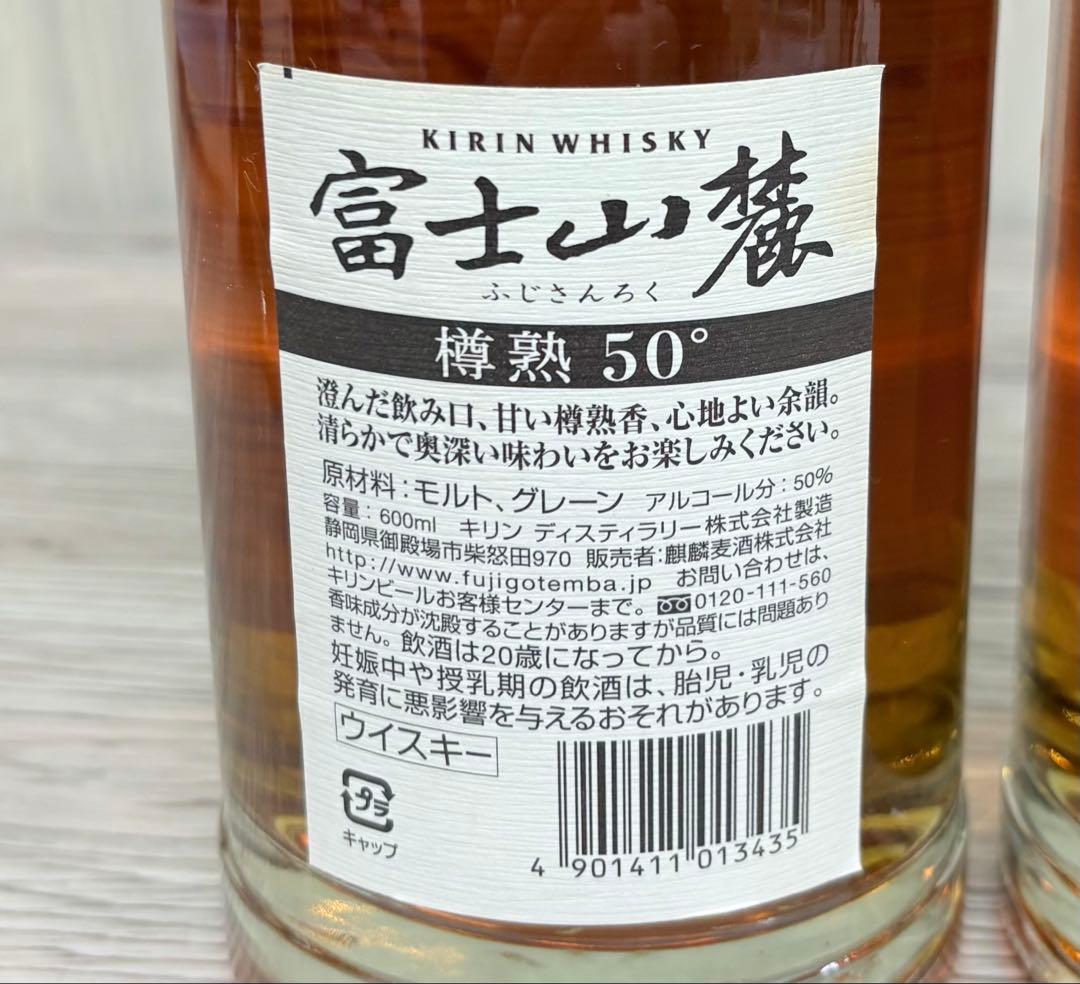 KIRIN WHISKY
富士山麓
ふじさんろく
樽熟 50°
澄んだ飲み口、甘い樽熟香、心地よい余韻。
清らかで奥深い味わいをお楽しみください。
原材料：モルト、グレーン アルコール分：50%
容量：600ml キリン ディスティラリー株式会社製造
静岡県御殿場市柴怒田970 販売者：麒麟麦酒株式会社
http://www.fujigotemba.jp お問い合わせは、
キリンビールお客様センターまで。0120-111-560
香味成分が沈殿することがありますが品質には問題あり
ません。飲酒は20歳になってから。
妊娠中や授乳期の飲酒は、胎児・乳児の
発育に悪影響を与えるおそれがあります。
ウイスキー
プラ
キャップ
4 901411 013435